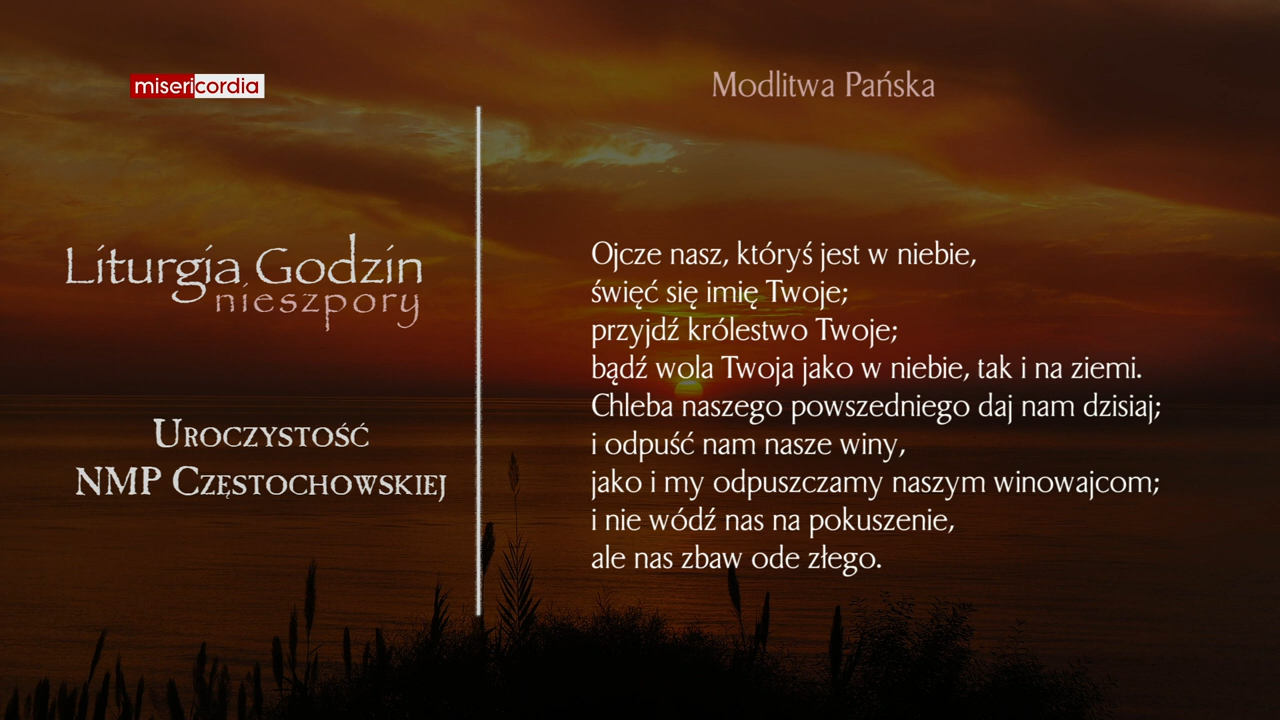 misericordia
Liturgia Godzin
nieszpory
Uroczystość
NMP Częstochowskiej
Modlitwa Pańska
Ojcze nasz, któryś jest w niebie,
święć się imię Twoje;
przyjdź królestwo Twoje;
bądź wola Twoja jako w niebie, tak i na ziemi.
Chleba naszego powszedniego daj nam dzisiaj;
i odpuść nam nasze winy,
jako i my odpuszczamy naszym winowajcom;
i nie wódź nas na pokuszenie,
ale nas zbaw ode złego.